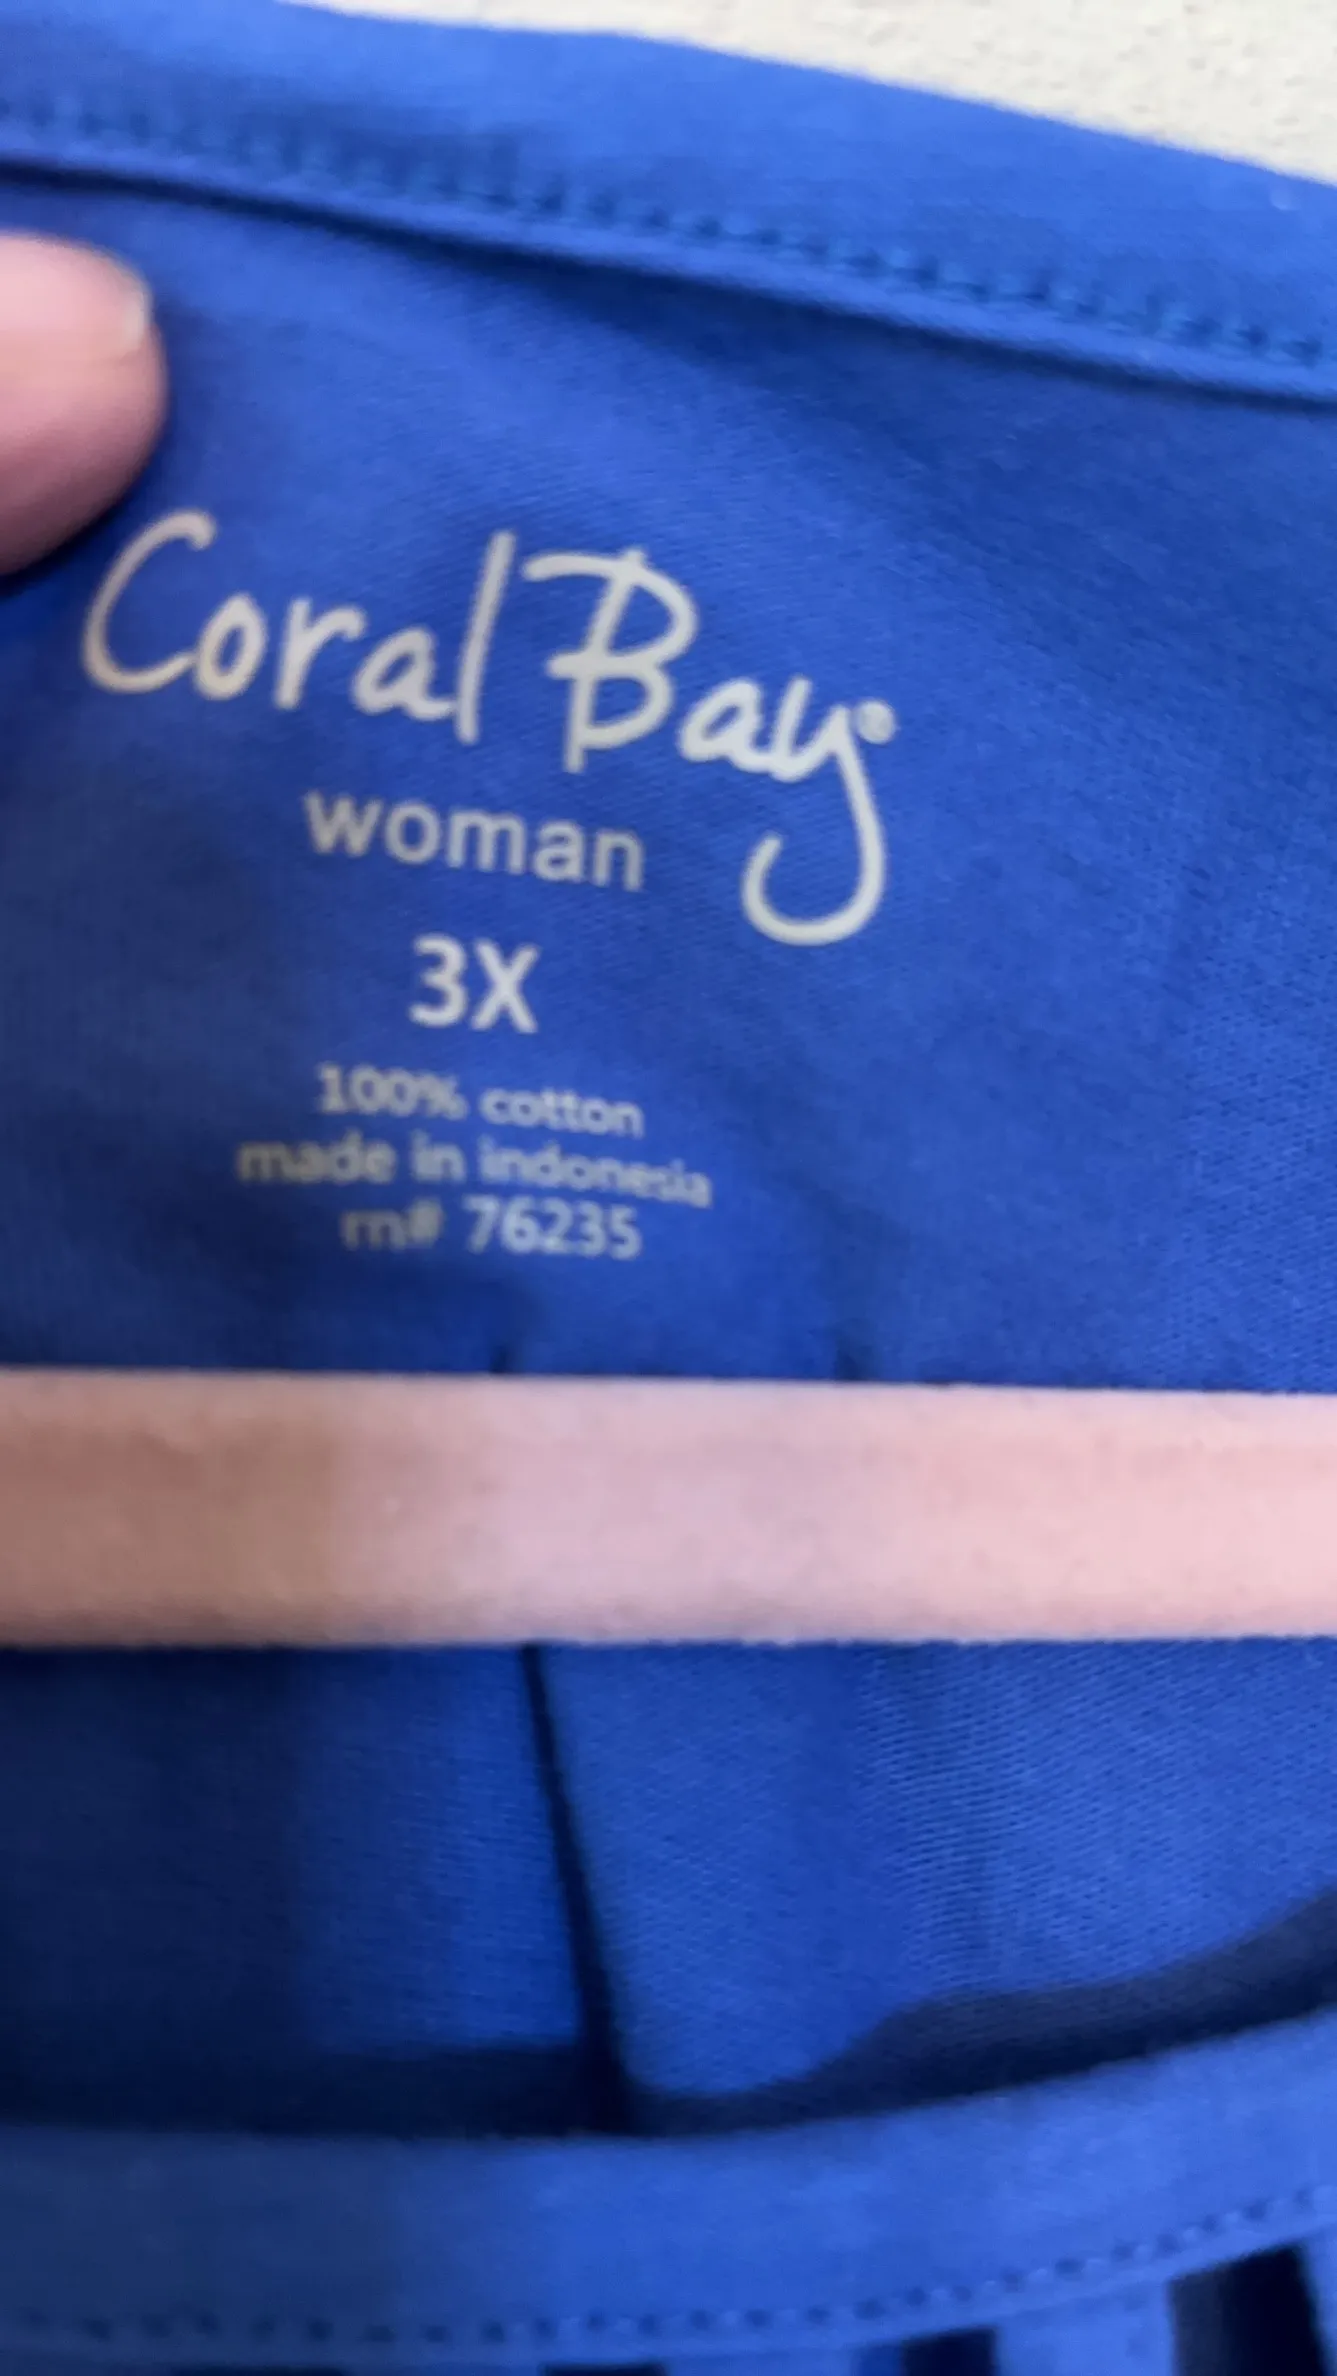 Coral Bay®
woman
3X
100% cotton
made in indonesia
rn# 76235